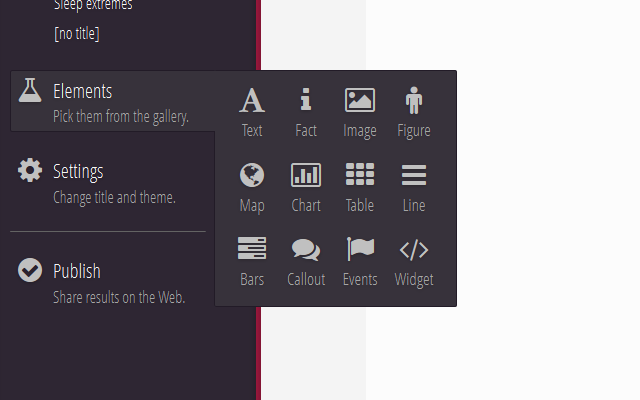 Sleep extremes
[no title]
Elements
Pick them from the gallery.
Text Fact Image Figure
Map Chart Table Line
Bars Callout Events Widget
Settings
Change title and theme.
Publish
Share results on the Web.